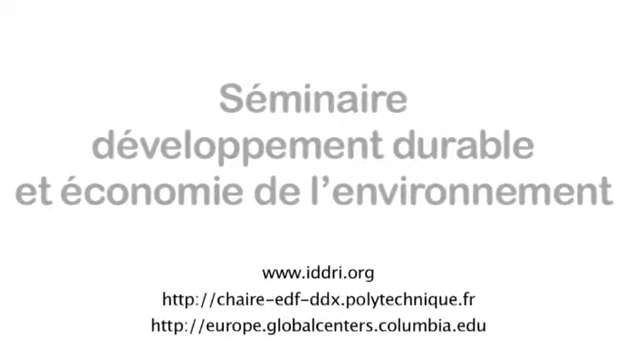 Séminaire
développement durable
et économie de l’environnement
www.iddri.org
http://chaire-edf-ddx.polytechnique.fr
http://europe.globalcenters.columbia.edu